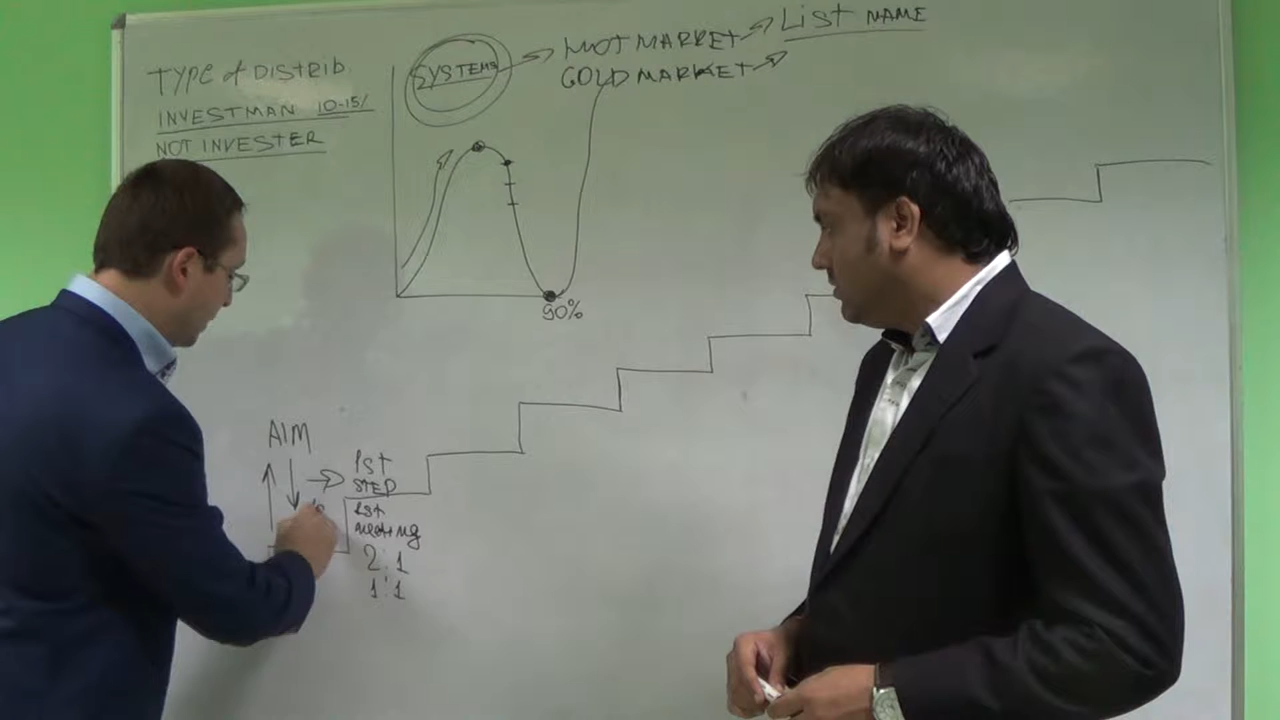 TYPE of DISTRIB.
INVESTMAN 10-15/
NOT INVESTER
SYSTEMS
HOT MARKET
GOLD MARKET
LIST NAME
90%
AIM
1st
STEP
1st
meeting
2:1
1:1